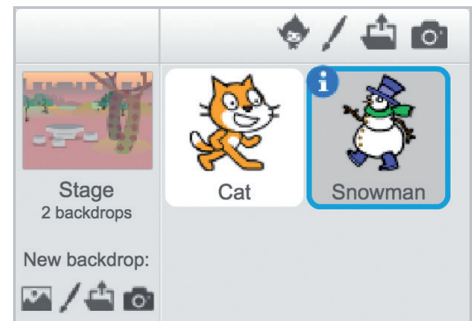 i
Stage
2 backdrops
New backdrop:
Cat
Snowman